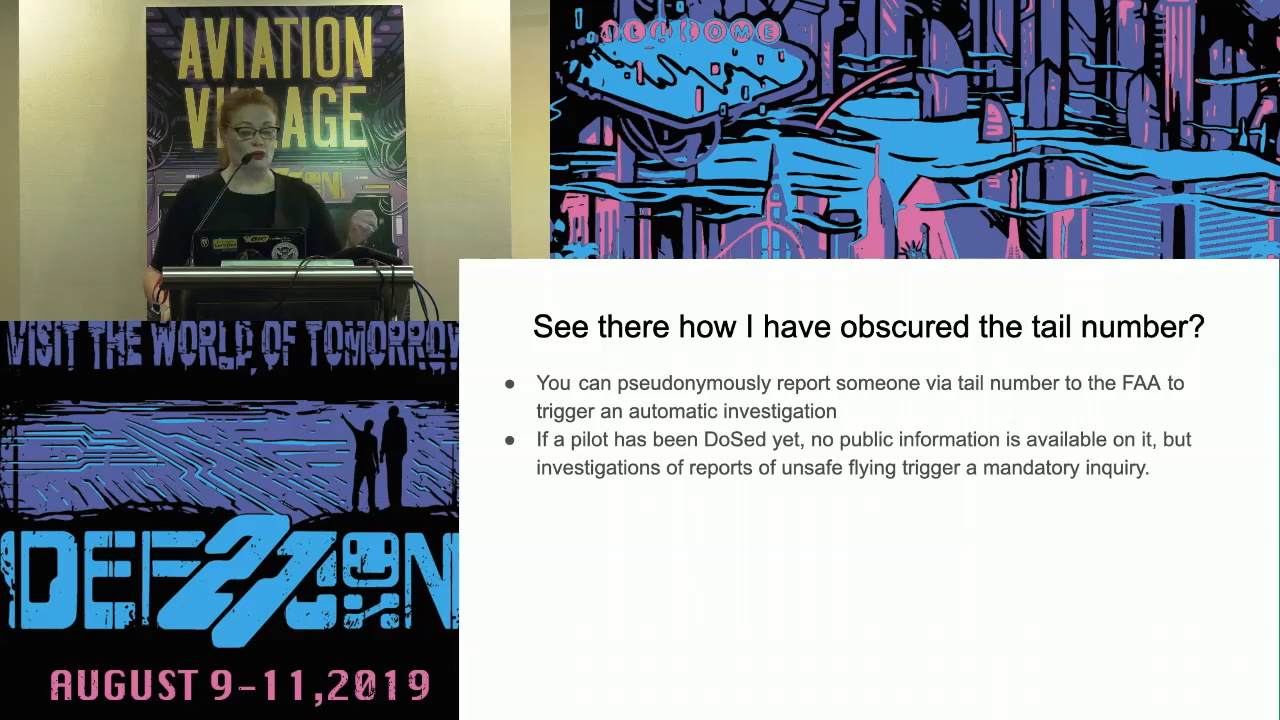 AVIATION
VILLAGE
WELCOME
VISIT THE WORLD OF TOMORROW
DEF 27 CON
AUGUST 9-11,2019
See there how I have obscured the tail number?
● You can pseudonymously report someone via tail number to the FAA to
trigger an automatic investigation
● If a pilot has been DoSed yet, no public information is available on it, but
investigations of reports of unsafe flying trigger a mandatory inquiry.